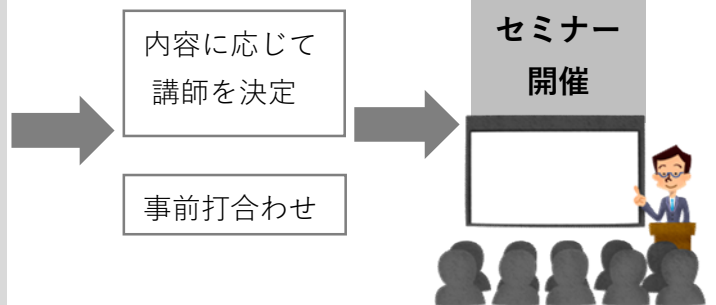 内容に応じて
講師を決定
事前打合わせ
セミナー
開催